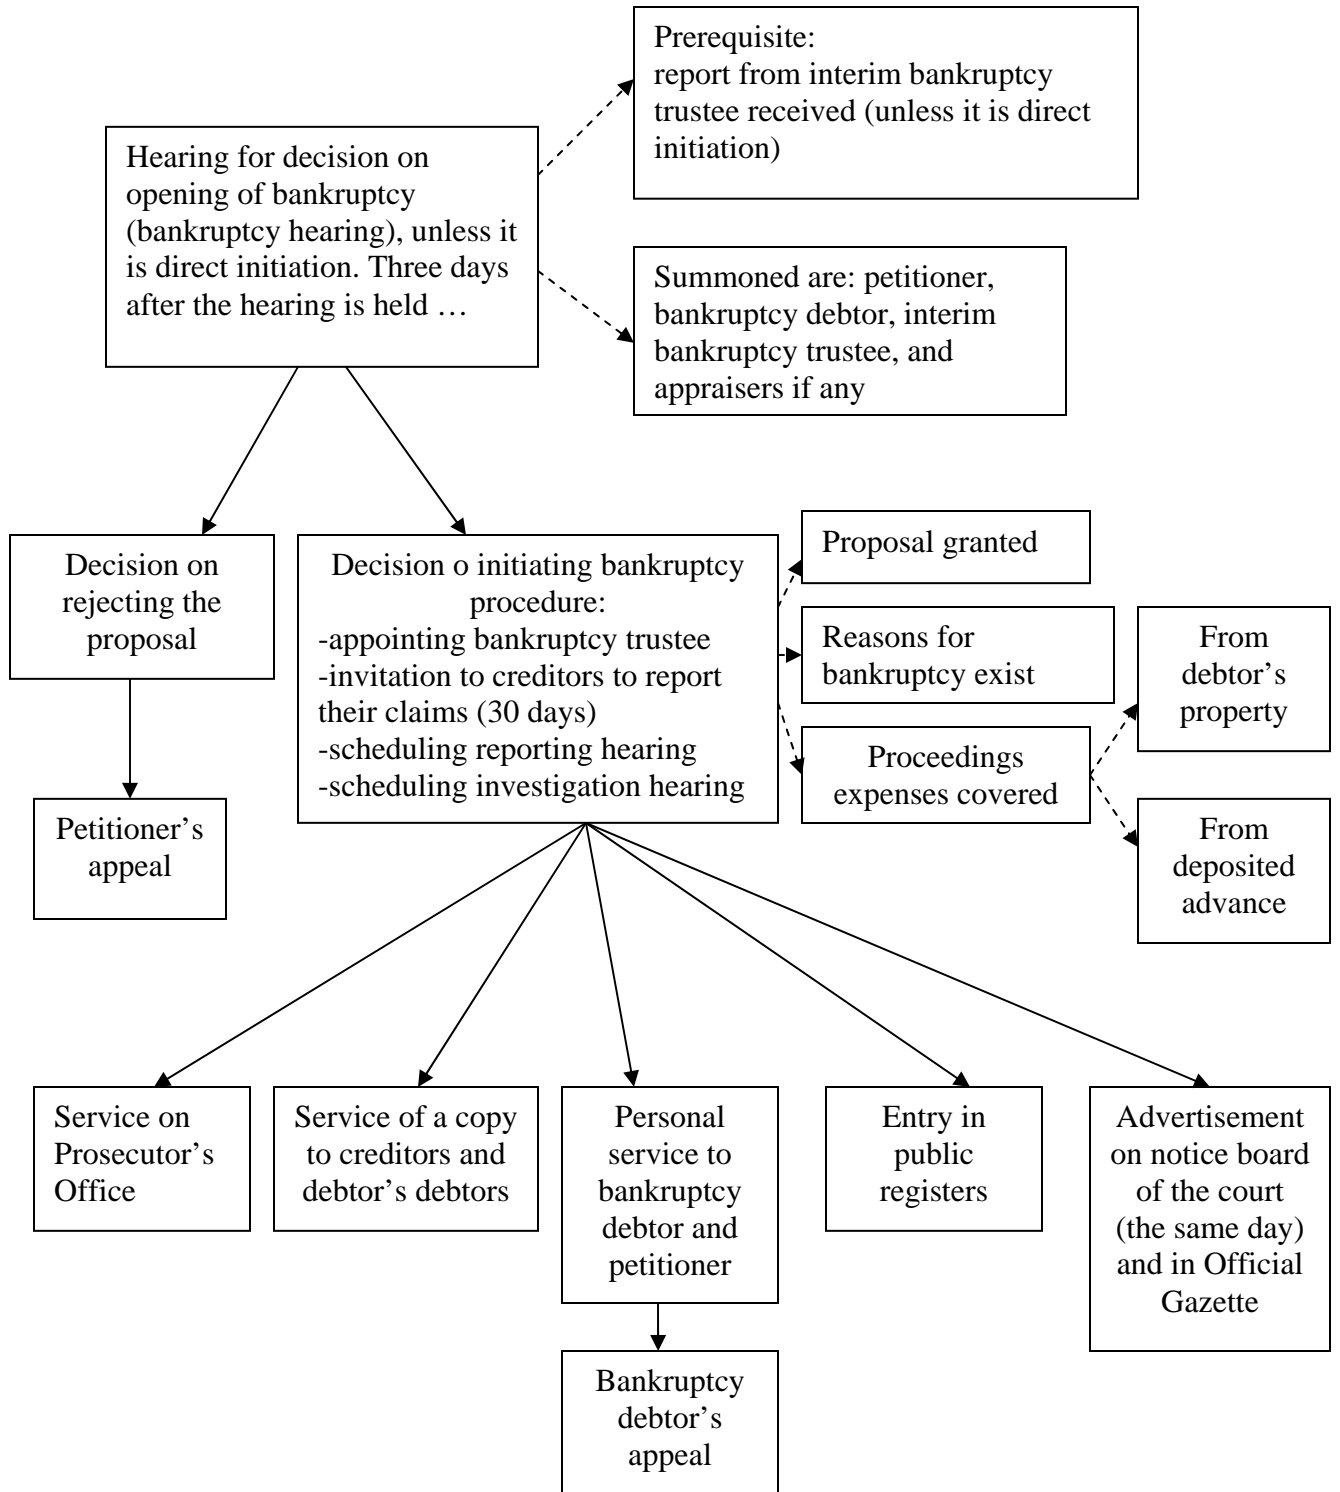 Prerequisite:
report from interim bankruptcy
trustee received (unless it is direct
initiation)
Hearing for decision on
opening of bankruptcy
(bankruptcy hearing), unless it
is direct initiation. Three days
after the hearing is held …
Summoned are: petitioner,
bankruptcy debtor, interim
bankruptcy trustee, and
appraisers if any
Decision on
rejecting the
proposal
Decision o initiating bankruptcy
procedure:
-appointing bankruptcy trustee
-invitation to creditors to report
their claims (30 days)
-scheduling reporting hearing
-scheduling investigation hearing
Proposal granted
Reasons for
bankruptcy exist
Proceedings
expenses covered
From
debtor’s
property
From
deposited
advance
Petitioner’s
appeal
Service on
Prosecutor’s
Office
Service of a copy
to creditors and
debtor’s debtors
Personal
service to
bankruptcy
debtor and
petitioner
Entry in
public
registers
Advertisement
on notice board
of the court
(the same day)
and in Official
Gazette
Bankruptcy
debtor’s
appeal